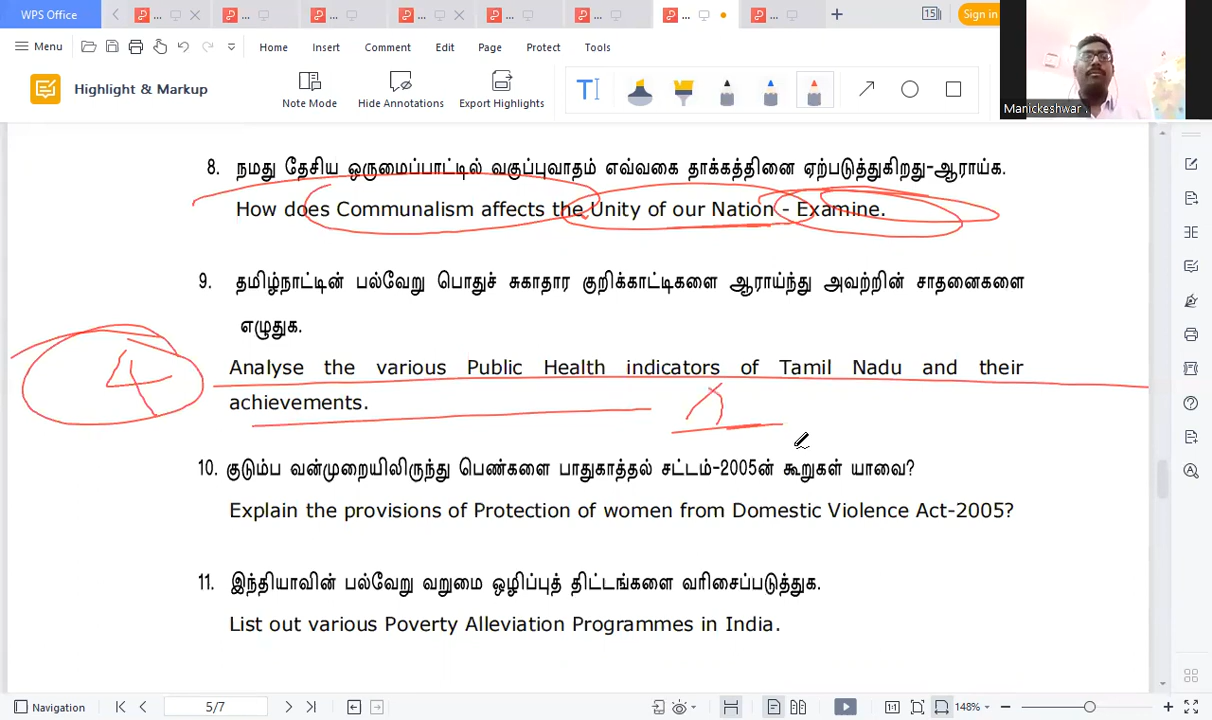 WPS Office
...
...
...
...
...
...
...
...
15
Sign in
Menu
Home
Insert
Comment
Edit
Page
Protect
Tools
Highlight & Markup
Note Mode
Hide Annotations
Export Highlights
Manickeshwar .
8. நமது தேசிய ஒருமைப்பாட்டில் வகுப்புவாதம் எவ்வகை தாக்கத்தினை ஏற்படுத்துகிறது-ஆராய்க.
How does Communalism affects the Unity of our Nation - Examine.
9. தமிழ்நாட்டின் பல்வேறு பொதுச் சுகாதார குறிக்காட்டிகளை ஆராய்ந்து அவற்றின் சாதனைகளை
எழுதுக.
Analyse the various Public Health indicators of Tamil Nadu and their
4
achievements.
10. குடும்ப வன்முறையிலிருந்து பெண்களை பாதுகாத்தல் சட்டம்-2005ன் கூறுகள் யாவை?
Explain the provisions of Protection of women from Domestic Violence Act-2005?
11. இந்தியாவின் பல்வேறு வறுமை ஒழிப்புத் திட்டங்களை வரிசைப்படுத்துக.
List out various Poverty Alleviation Programmes in India.
Navigation
5/7
1:1
148%